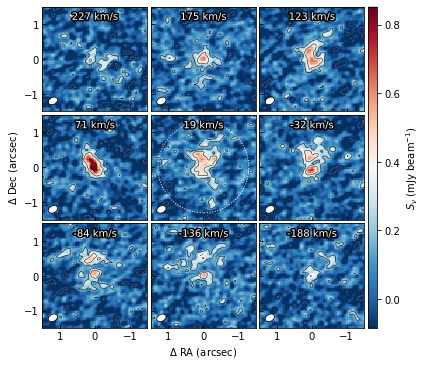 227 km/s 175 km/s 123 km/s
71 km/s 19 km/s -32 km/s
-84 km/s -136 km/s -188 km/s
1 0 −1
1 0 −1
1 0 −1
Δ Dec (arcsec)
1 0 −1 1 0 −1 1 0 −1
Δ RA (arcsec)
0.8
0.6
0.4
0.2
0.0
Sν (mJy beam−1)